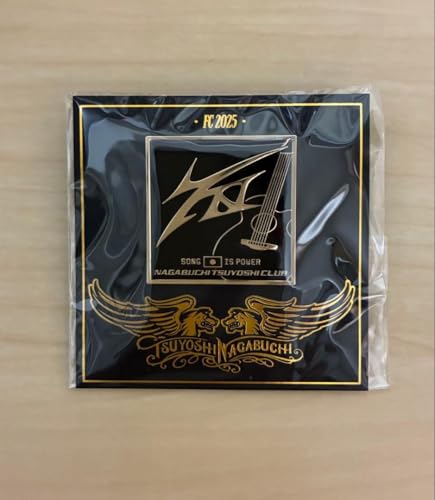 · FC 2025 ·
SONG IS POWER
NAGABUCHI TSUYOSHI CLUB
TSUYOSHI NAGABUCHI